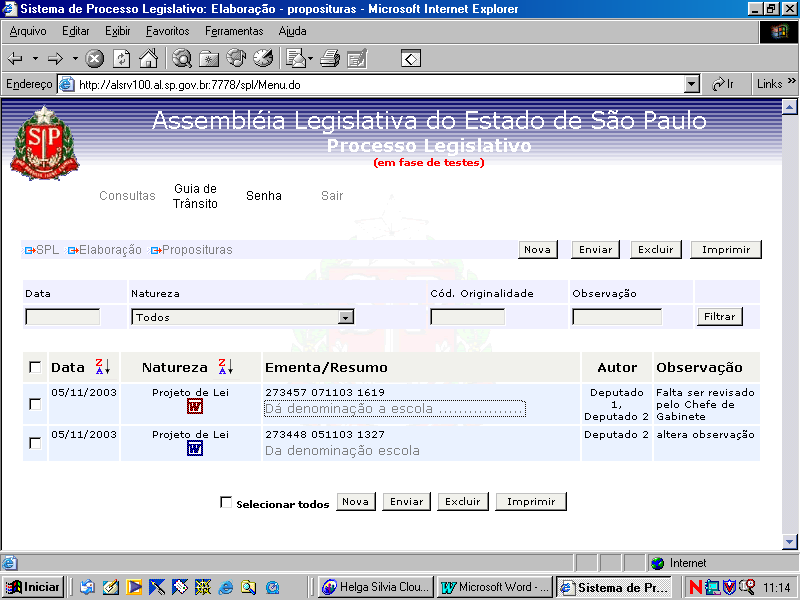 Sistema de Processo Legislativo: Elaboração - proposituras - Microsoft Internet Explorer
Arquivo Editar Exibir Favoritos Ferramentas Ajuda
Endereço http://alsrv100.al.sp.gov.br:7778/spl/Menu.do Ir Links »
Assembléia Legislativa do Estado de São Paulo
Processo Legislativo
(em fase de testes)
SP
Consultas Guia de Trânsito Senha Sair
SPL Elaboração Proposituras Nova Enviar Excluir Imprimir
Data Natureza Cód. Originalidade Observação
Todos Filtrar
Data Natureza Ementa/Resumo Autor Observação
05/11/2003 Projeto de Lei 273457 071103 1619 Deputado 1, Deputado 2 Falta ser revisado pelo Chefe de Gabinete
Dá denominação a escola .................
05/11/2003 Projeto de Lei 273448 051103 1327 Deputado 2 altera observação
Da denominação escola
Selecionar todos Nova Enviar Excluir Imprimir
Internet
Iniciar Helga Silvia Clou... Microsoft Word - ... Sistema de Pr... 11:14